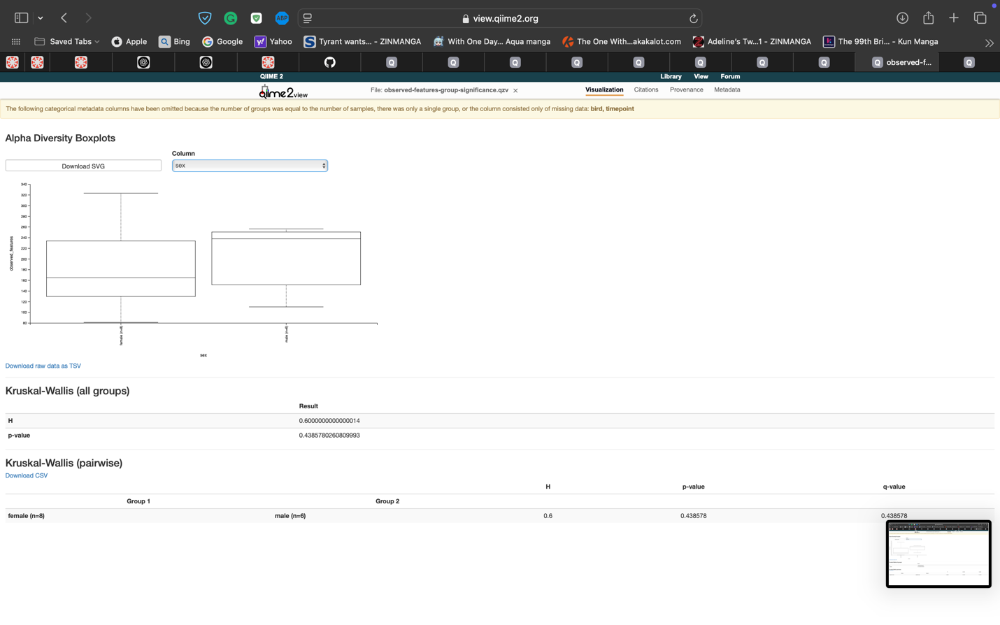 view.qiime2.org
ABP
Saved Tabs
Apple
Bing
Google
Yahoo
Tyrant wants... - ZINMANGA
With One Day... Aqua manga
The One With...akakalot.com
Adeline's Tw...1 - ZINMANGA
The 99th Bri... - Kun Manga
observed-f...
QIIME 2
Library
View
Forum
qiime2view
File: observed-features-group-significance.qzv ×
Visualization
Citations
Provenance
Metadata
The following categorical metadata columns have been omitted because the number of groups was equal to the number of samples, there was only a single group, or the column consisted only of missing data: bird, timepoint
Alpha Diversity Boxplots
Column
Download SVG
sex
340
320
300
280
260
240
220
200
180
160
140
120
100
80
observed_features
female (n=8)
male (n=6)
sex
Download raw data as TSV
Kruskal-Wallis (all groups)
Result
H 0.6000000000000014
p-value 0.4385780260809993
Kruskal-Wallis (pairwise)
Download CSV
H p-value q-value
Group 1 Group 2
female (n=8) male (n=6) 0.6 0.438578 0.438578